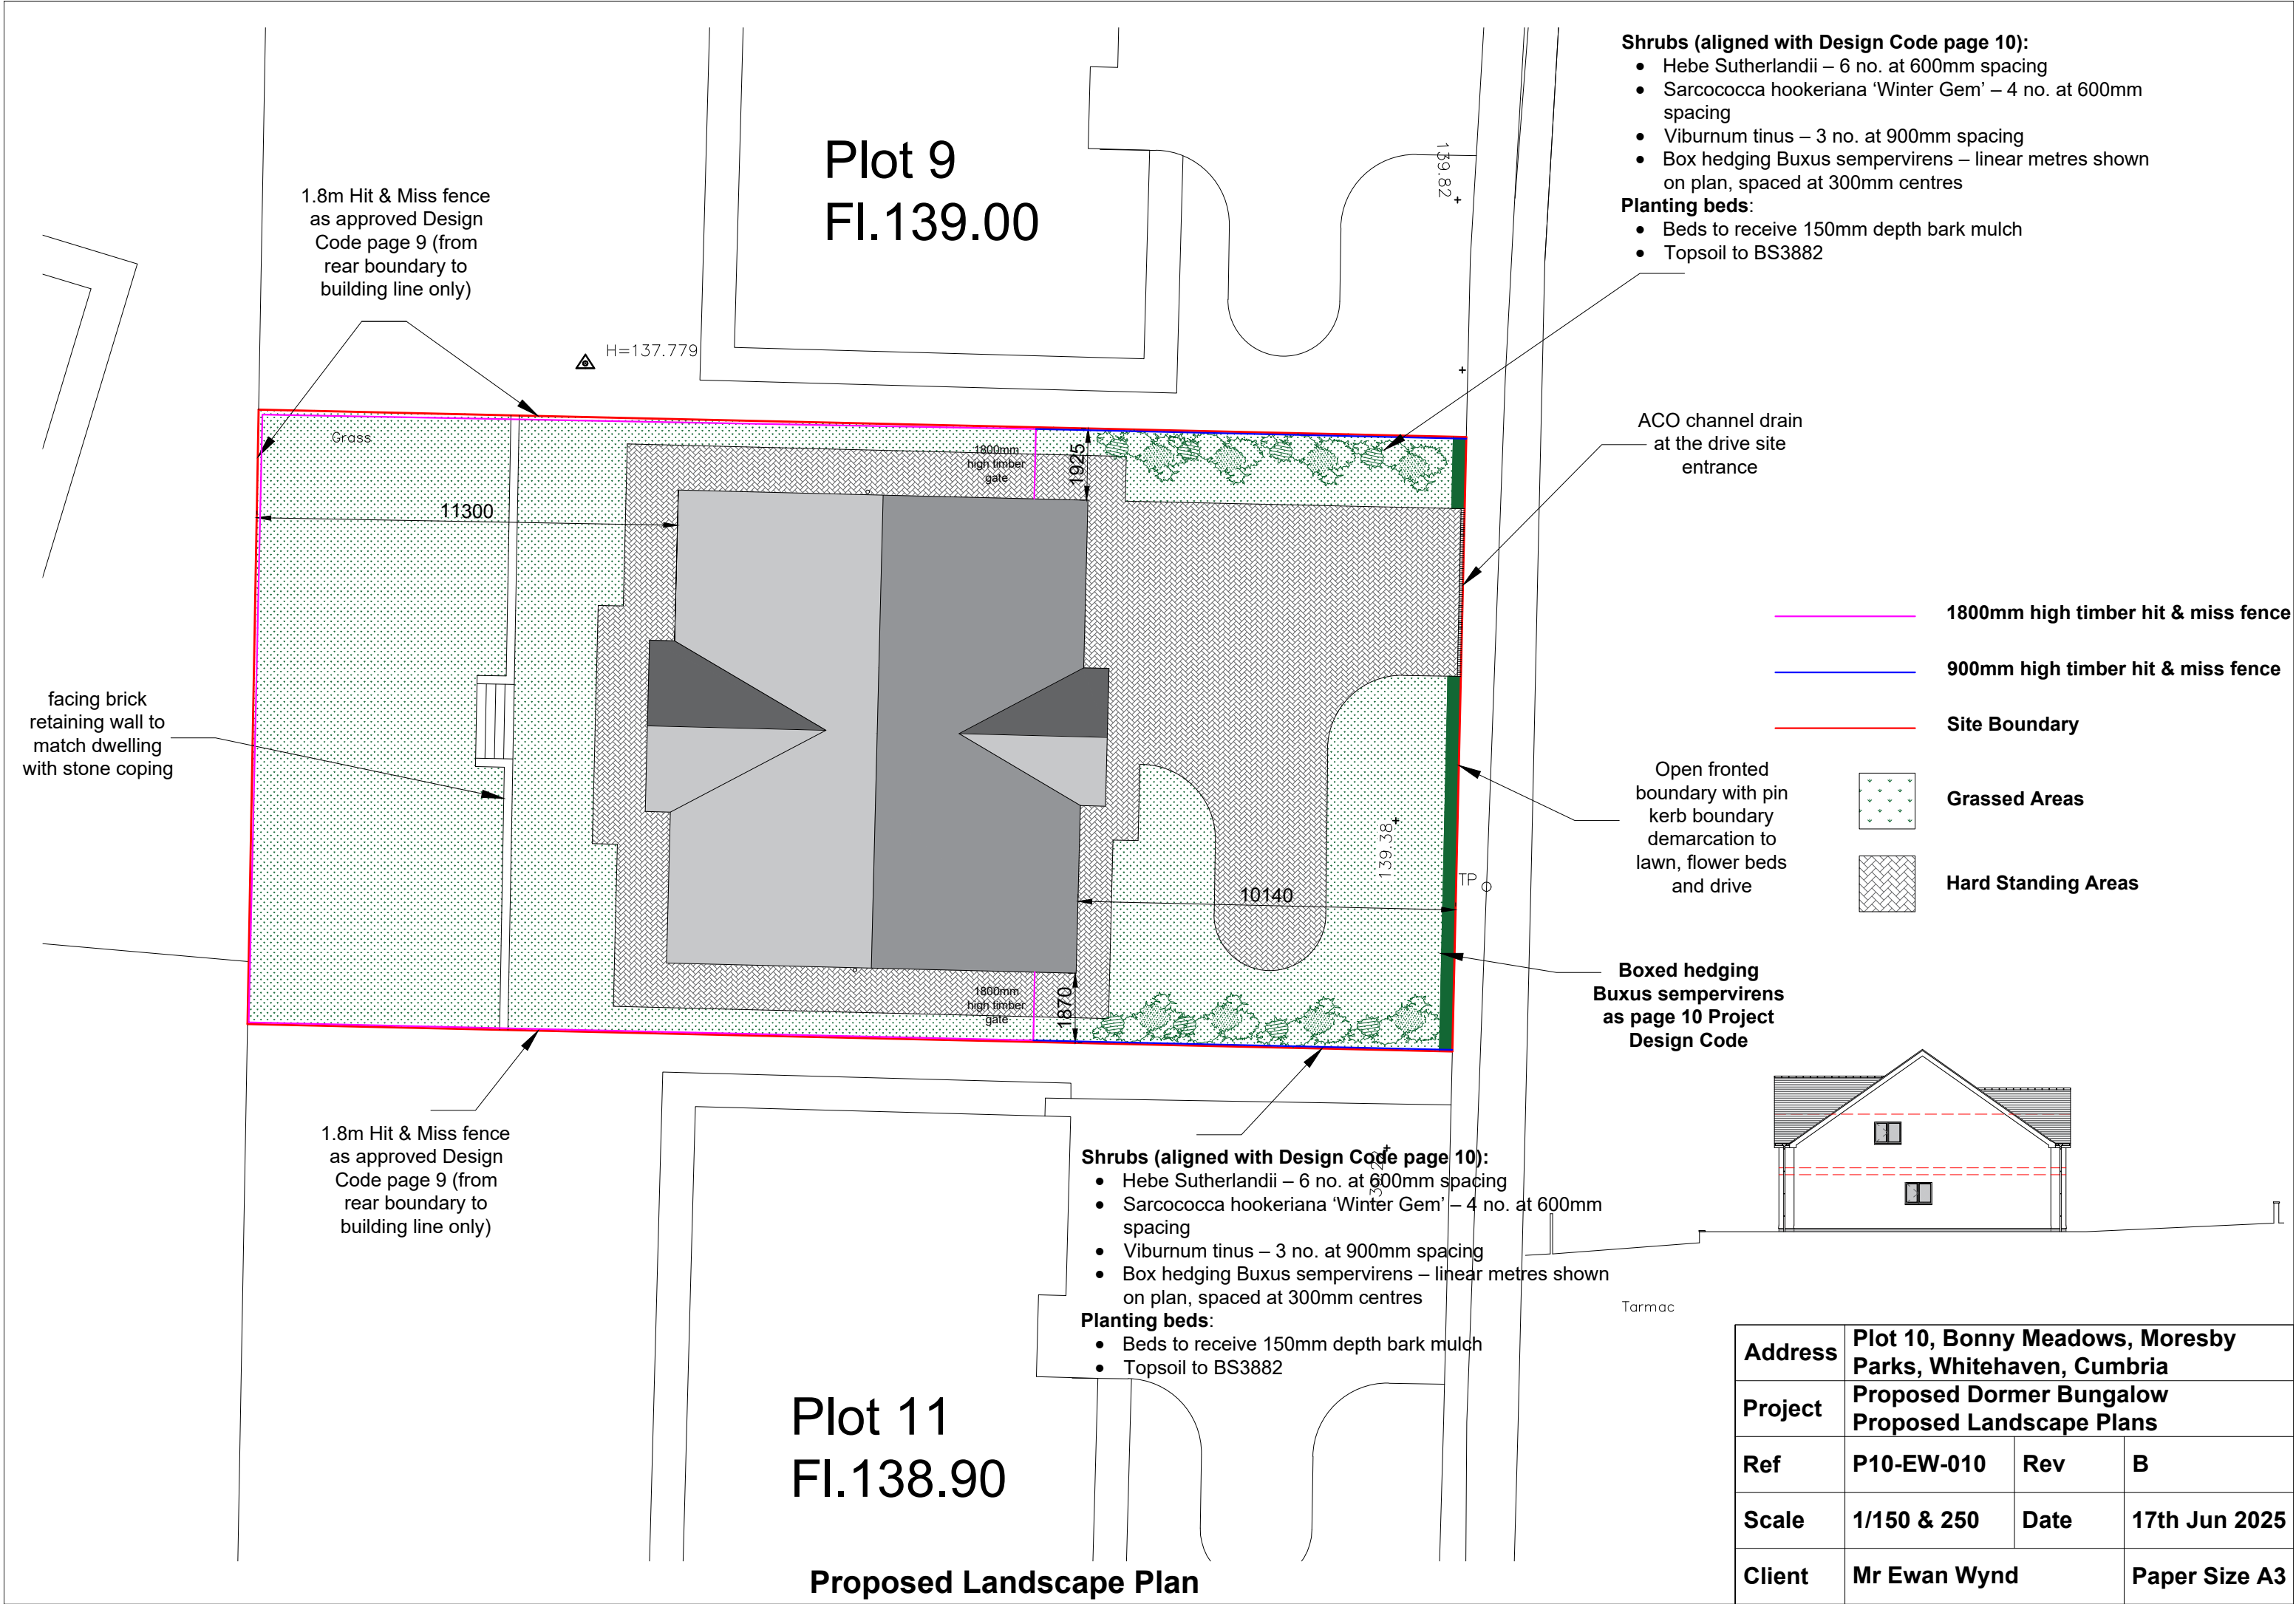 Shrubs (aligned with Design Code page 10):
• Hebe Sutherlandii – 6 no. at 600mm spacing
• Sarcococca hookeriana ‘Winter Gem’ – 4 no. at 600mm
spacing
• Viburnum tinus – 3 no. at 900mm spacing
• Box hedging Buxus sempervirens – linear metres shown
on plan, spaced at 300mm centres
Planting beds:
• Beds to receive 150mm depth bark mulch
• Topsoil to BS3882
Plot 9
Fl.139.00
139.82
1.8m Hit & Miss fence
as approved Design
Code page 9 (from
rear boundary to
building line only)
H=137.779
Grass
1800mm
high timber
gate
1925
11300
ACO channel drain
at the drive site
entrance
1800mm high timber hit & miss fence
900mm high timber hit & miss fence
Site Boundary
Grassed Areas
Hard Standing Areas
facing brick
retaining wall to
match dwelling
with stone coping
Open fronted
boundary with pin
kerb boundary
demarcation to
lawn, flower beds
and drive
139.38
TP
10140
Boxed hedging
Buxus sempervirens
as page 10 Project
Design Code
1800mm
high timber
gate
1870
1.8m Hit & Miss fence
as approved Design
Code page 9 (from
rear boundary to
building line only)
Shrubs (aligned with Design Code page 10):
• Hebe Sutherlandii – 6 no. at 600mm spacing
• Sarcococca hookeriana ‘Winter Gem’ – 4 no. at 600mm
spacing
• Viburnum tinus – 3 no. at 900mm spacing
• Box hedging Buxus sempervirens – linear metres shown
on plan, spaced at 300mm centres
Planting beds:
• Beds to receive 150mm depth bark mulch
• Topsoil to BS3882
Tarmac
Plot 11
Fl.138.90
Proposed Landscape Plan
Address Plot 10, Bonny Meadows, Moresby
Parks, Whitehaven, Cumbria
Project Proposed Dormer Bungalow
Proposed Landscape Plans
Ref P10-EW-010 Rev B
Scale 1/150 & 250 Date 17th Jun 2025
Client Mr Ewan Wynd Paper Size A3